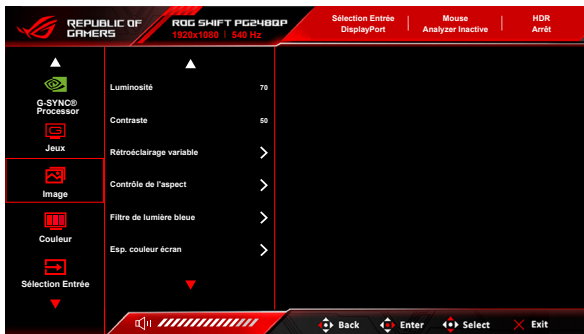 REPUBLIC OF
GAMERS
ROG SWIFT PG248QP
1920x1080 | 540 Hz
Sélection Entrée
DisplayPort
Mouse
Analyzer Inactive
HDR
Arrêt
G-SYNC®
Processor
Jeux
Image
Couleur
Sélection Entrée
Luminosité 70
Contraste 50
Rétroéclairage variable
Contrôle de l'aspect
Filtre de lumière bleue
Esp. couleur écran
Back Enter Select Exit